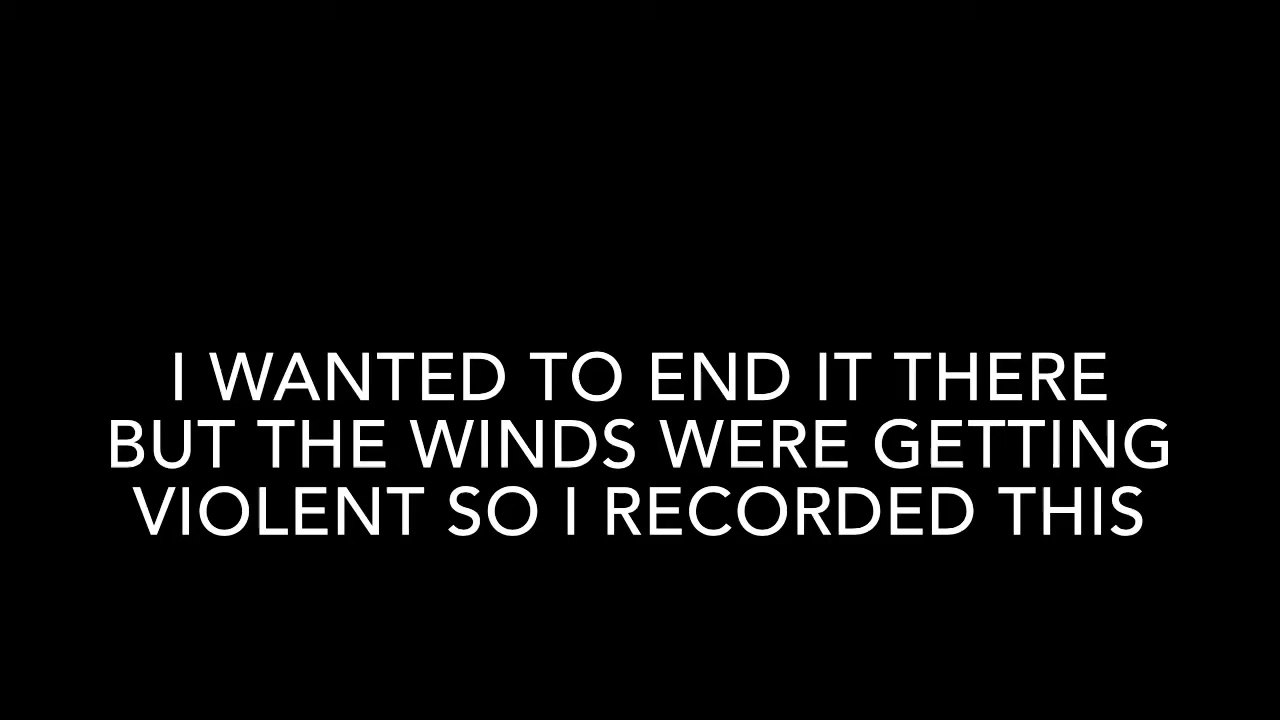 I WANTED TO END IT THERE
BUT THE WINDS WERE GETTING
VIOLENT SO I RECORDED THIS